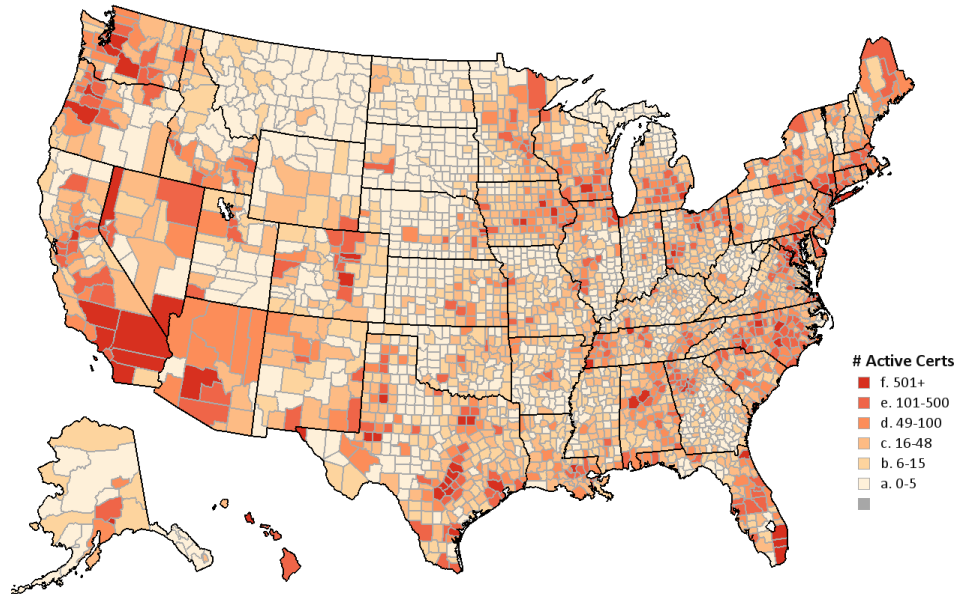 # Active Certs
f. 501+
e. 101-500
d. 49-100
c. 16-48
b. 6-15
a. 0-5